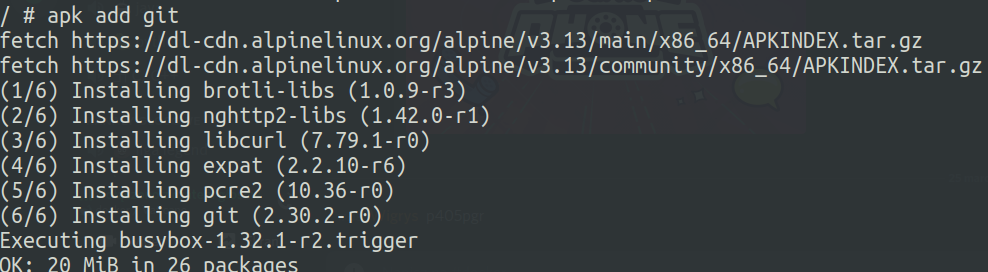 / # apk add git
fetch https://dl-cdn.alpinelinux.org/alpine/v3.13/main/x86_64/APKINDEX.tar.gz
fetch https://dl-cdn.alpinelinux.org/alpine/v3.13/community/x86_64/APKINDEX.tar.gz
(1/6) Installing brotli-libs (1.0.9-r3)
(2/6) Installing nghttp2-libs (1.42.0-r1)
(3/6) Installing libcurl (7.79.1-r0)
(4/6) Installing expat (2.2.10-r6)
(5/6) Installing pcre2 (10.36-r0)
(6/6) Installing git (2.30.2-r0)
Executing busybox-1.32.1-r2.trigger
OK: 20 MiB in 26 packages